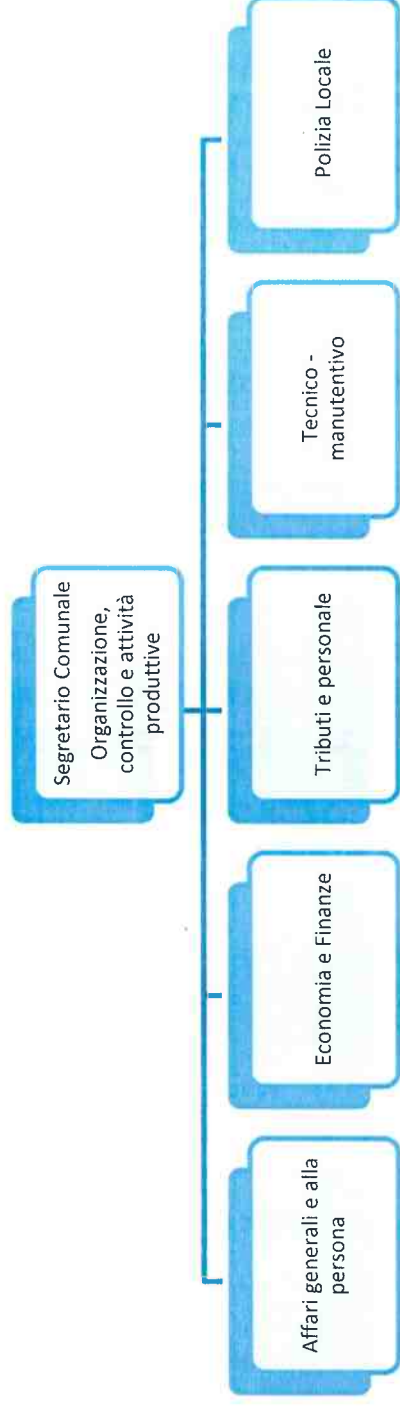 Segretario Comunale
Organizzazione,
controllo e attività
produttive
Affari generali e alla
persona
Economia e Finanze
Tributi e personale
Tecnico -
manutentivo
Polizia Locale